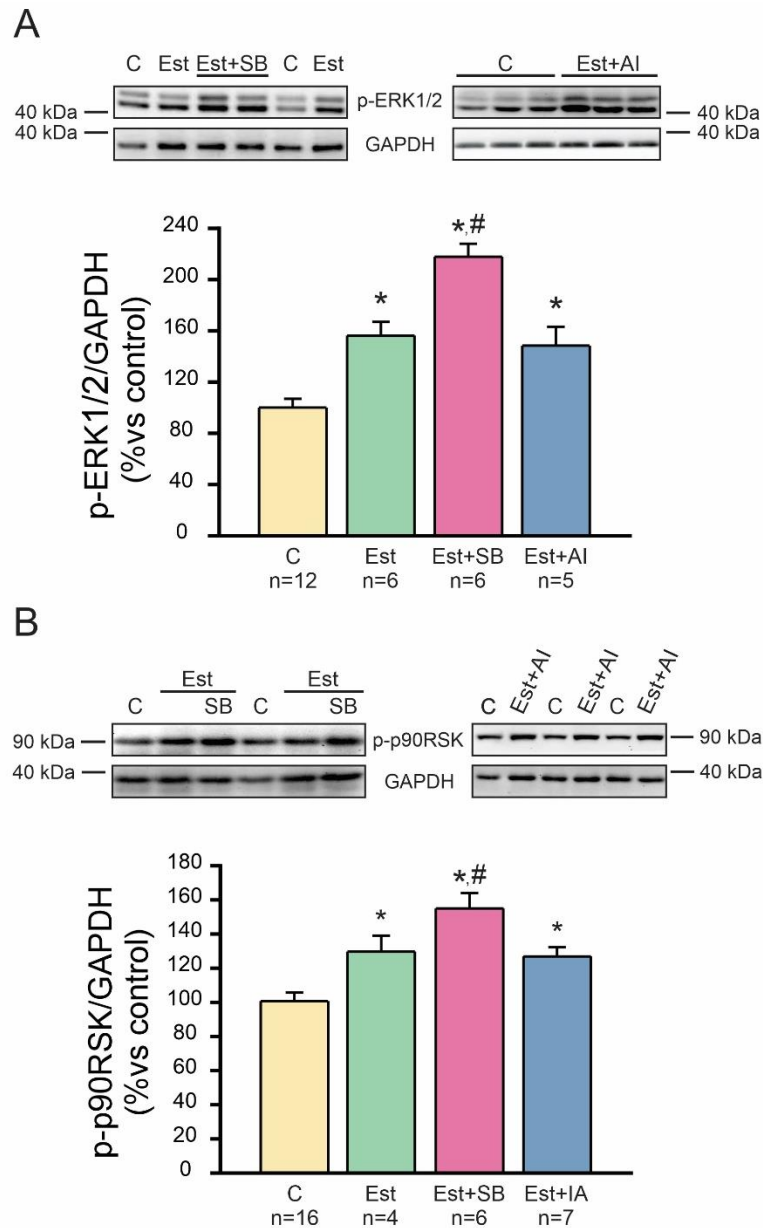 A
C Est Est+SB C Est
C Est+AI
p-ERK1/2
40 kDa
40 kDa
40 kDa
40 kDa
GAPDH
p-ERK1/2/GAPDH
(%vs control)
240
200
160
120
80
40
0
*
*,#
*
C Est Est+SB Est+AI
n=12 n=6 n=6 n=5
B
Est Est
C SB C SB
C Est+AI C Est+AI C Est+AI
90 kDa
p-p90RSK
90 kDa
40 kDa
GAPDH
40 kDa
p-p90RSK/GAPDH
(%vs control)
180
160
140
120
100
80
60
40
20
0
*
*,#
*
C Est Est+SB Est+IA
n=16 n=4 n=6 n=7